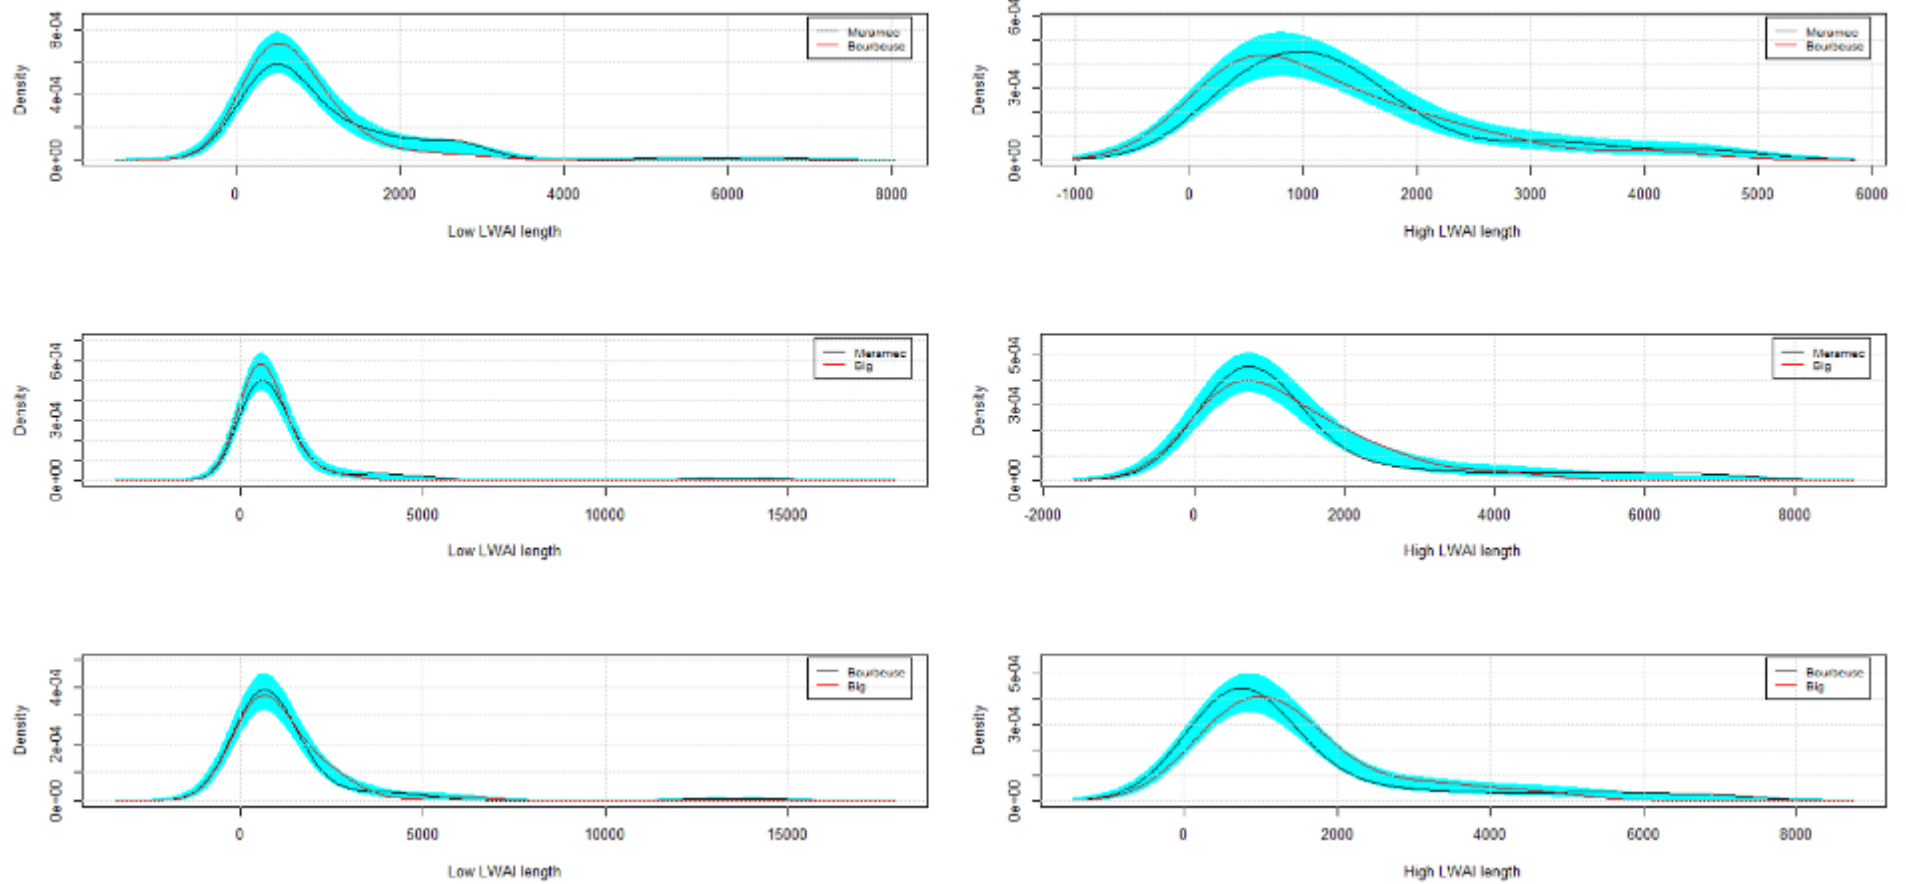 8e-04
4e-04
0e+00
Density
Meramec
Bourbeuse
0 2000 4000 6000 8000
Low LWAI length
6e-04
3e-04
0e+00
Density
Meramec
Bourbeuse
-1000 0 1000 2000 3000 4000 5000 6000
High LWAI length
6e-04
3e-04
0e+00
Density
Meramec
Big
0 5000 10000 15000
Low LWAI length
5e-04
3e-04
0e+00
Density
Meramec
Big
-2000 0 2000 4000 6000 8000
High LWAI length
4e-04
2e-04
0e+00
Density
Bourbeuse
Big
0 5000 10000 15000
Low LWAI length
5e-04
3e-04
0e+00
Density
Bourbeuse
Big
0 2000 4000 6000 8000
High LWAI length